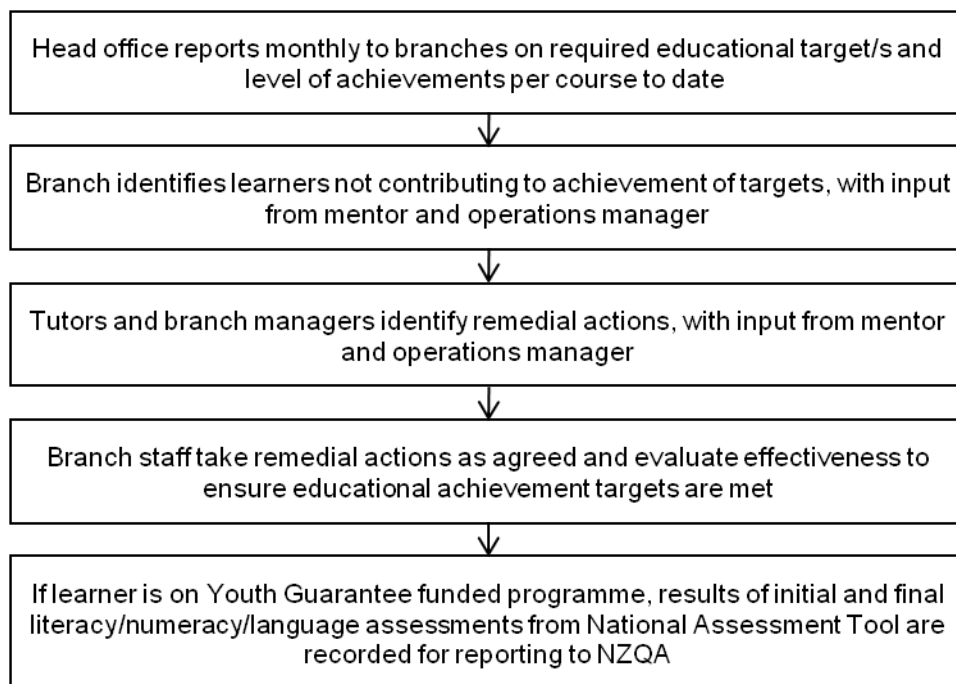 Head office reports monthly to branches on required educational target/s and
level of achievements per course to date
Branch identifies learners not contributing to achievement of targets, with input
from mentor and operations manager
Tutors and branch managers identify remedial actions, with input from mentor
and operations manager
Branch staff take remedial actions as agreed and evaluate effectiveness to
ensure educational achievement targets are met
If learner is on Youth Guarantee funded programme, results of initial and final
literacy/numeracy/language assessments from National Assessment Tool are
recorded for reporting to NZQA